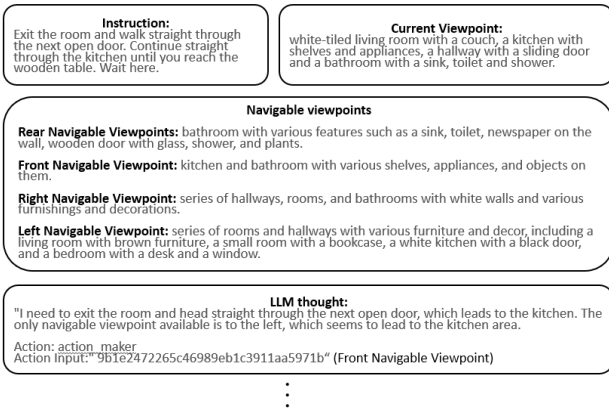 Instruction:
Exit the room and walk straight through
the next open door. Continue straight
through the kitchen until you reach the
wooden table. Wait here.
Current Viewpoint:
white-tiled living room with a couch, a kitchen with
shelves and appliances, a hallway with a sliding door
and a bathroom with a sink, toilet and shower.
Navigable viewpoints
Rear Navigable Viewpoints: bathroom with various features such as a sink, toilet, newspaper on the
wall, wooden door with glass, shower, and plants.
Front Navigable Viewpoint: kitchen and bathroom with various shelves, appliances, and objects on
them.
Right Navigable Viewpoint: series of hallways, rooms, and bathrooms with white walls and various
furnishings and decorations.
Left Navigable Viewpoint: series of rooms and hallways with various furniture and decor, including a
living room with brown furniture, a small room with a bookcase, a white kitchen with a black door,
and a bedroom with a desk and a window.
LLM thought:
"I need to exit the room and head straight through the next open door, which leads to the kitchen. The
only navigable viewpoint available is to the left, which seems to lead to the kitchen area.
Action: action_maker
Action Input:" 9b1e2472265c46989eb1c3911aa5971b“ (Front Navigable Viewpoint)